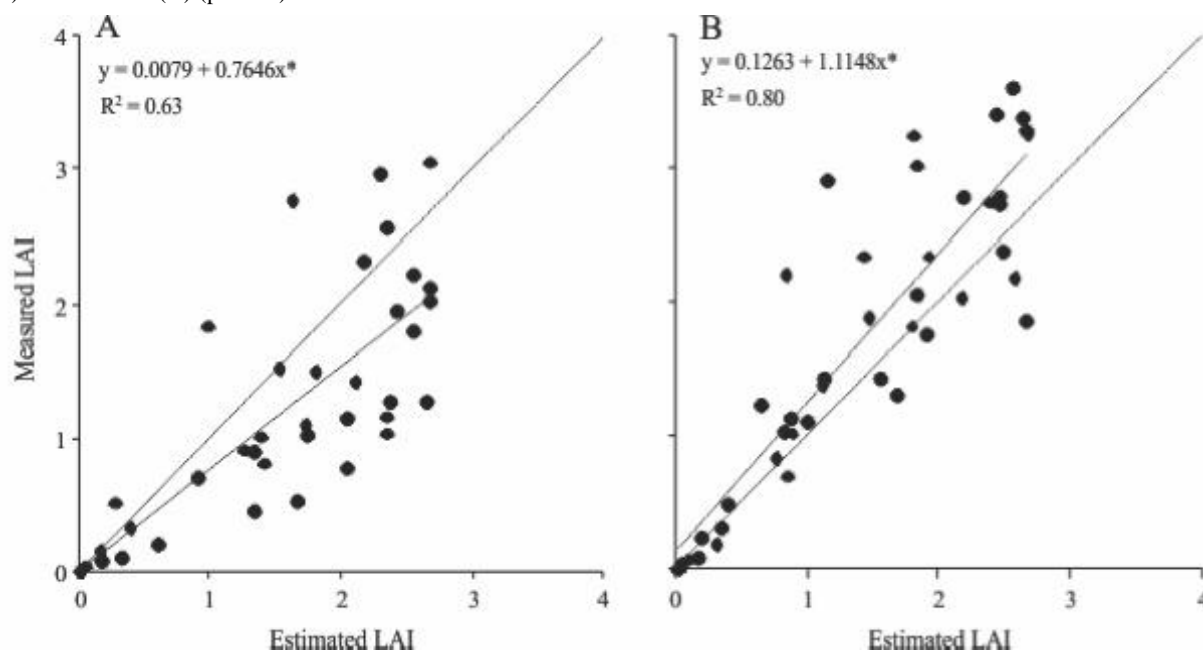 A
y = 0.0079 + 0.7646x*
R² = 0.63
4
3
2
1
0
Measured LAI
0 1 2 3 4
Estimated LAI
B
y = 0.1263 + 1.1148x*
R² = 0.80
0 1 2 3 4
Estimated LAI